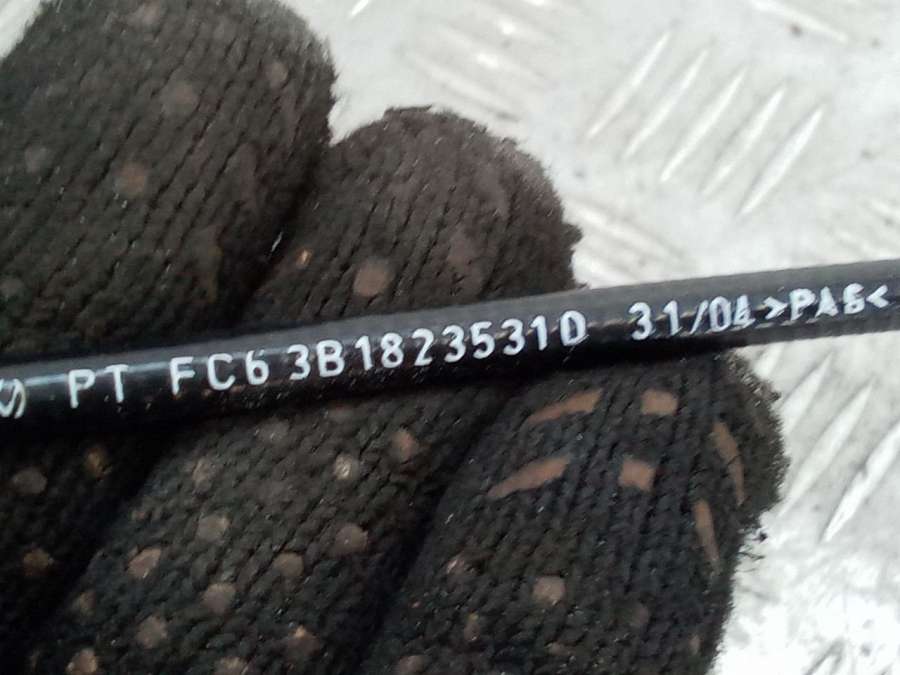 PT FC6 3B1823531D 31/04 >PA6<